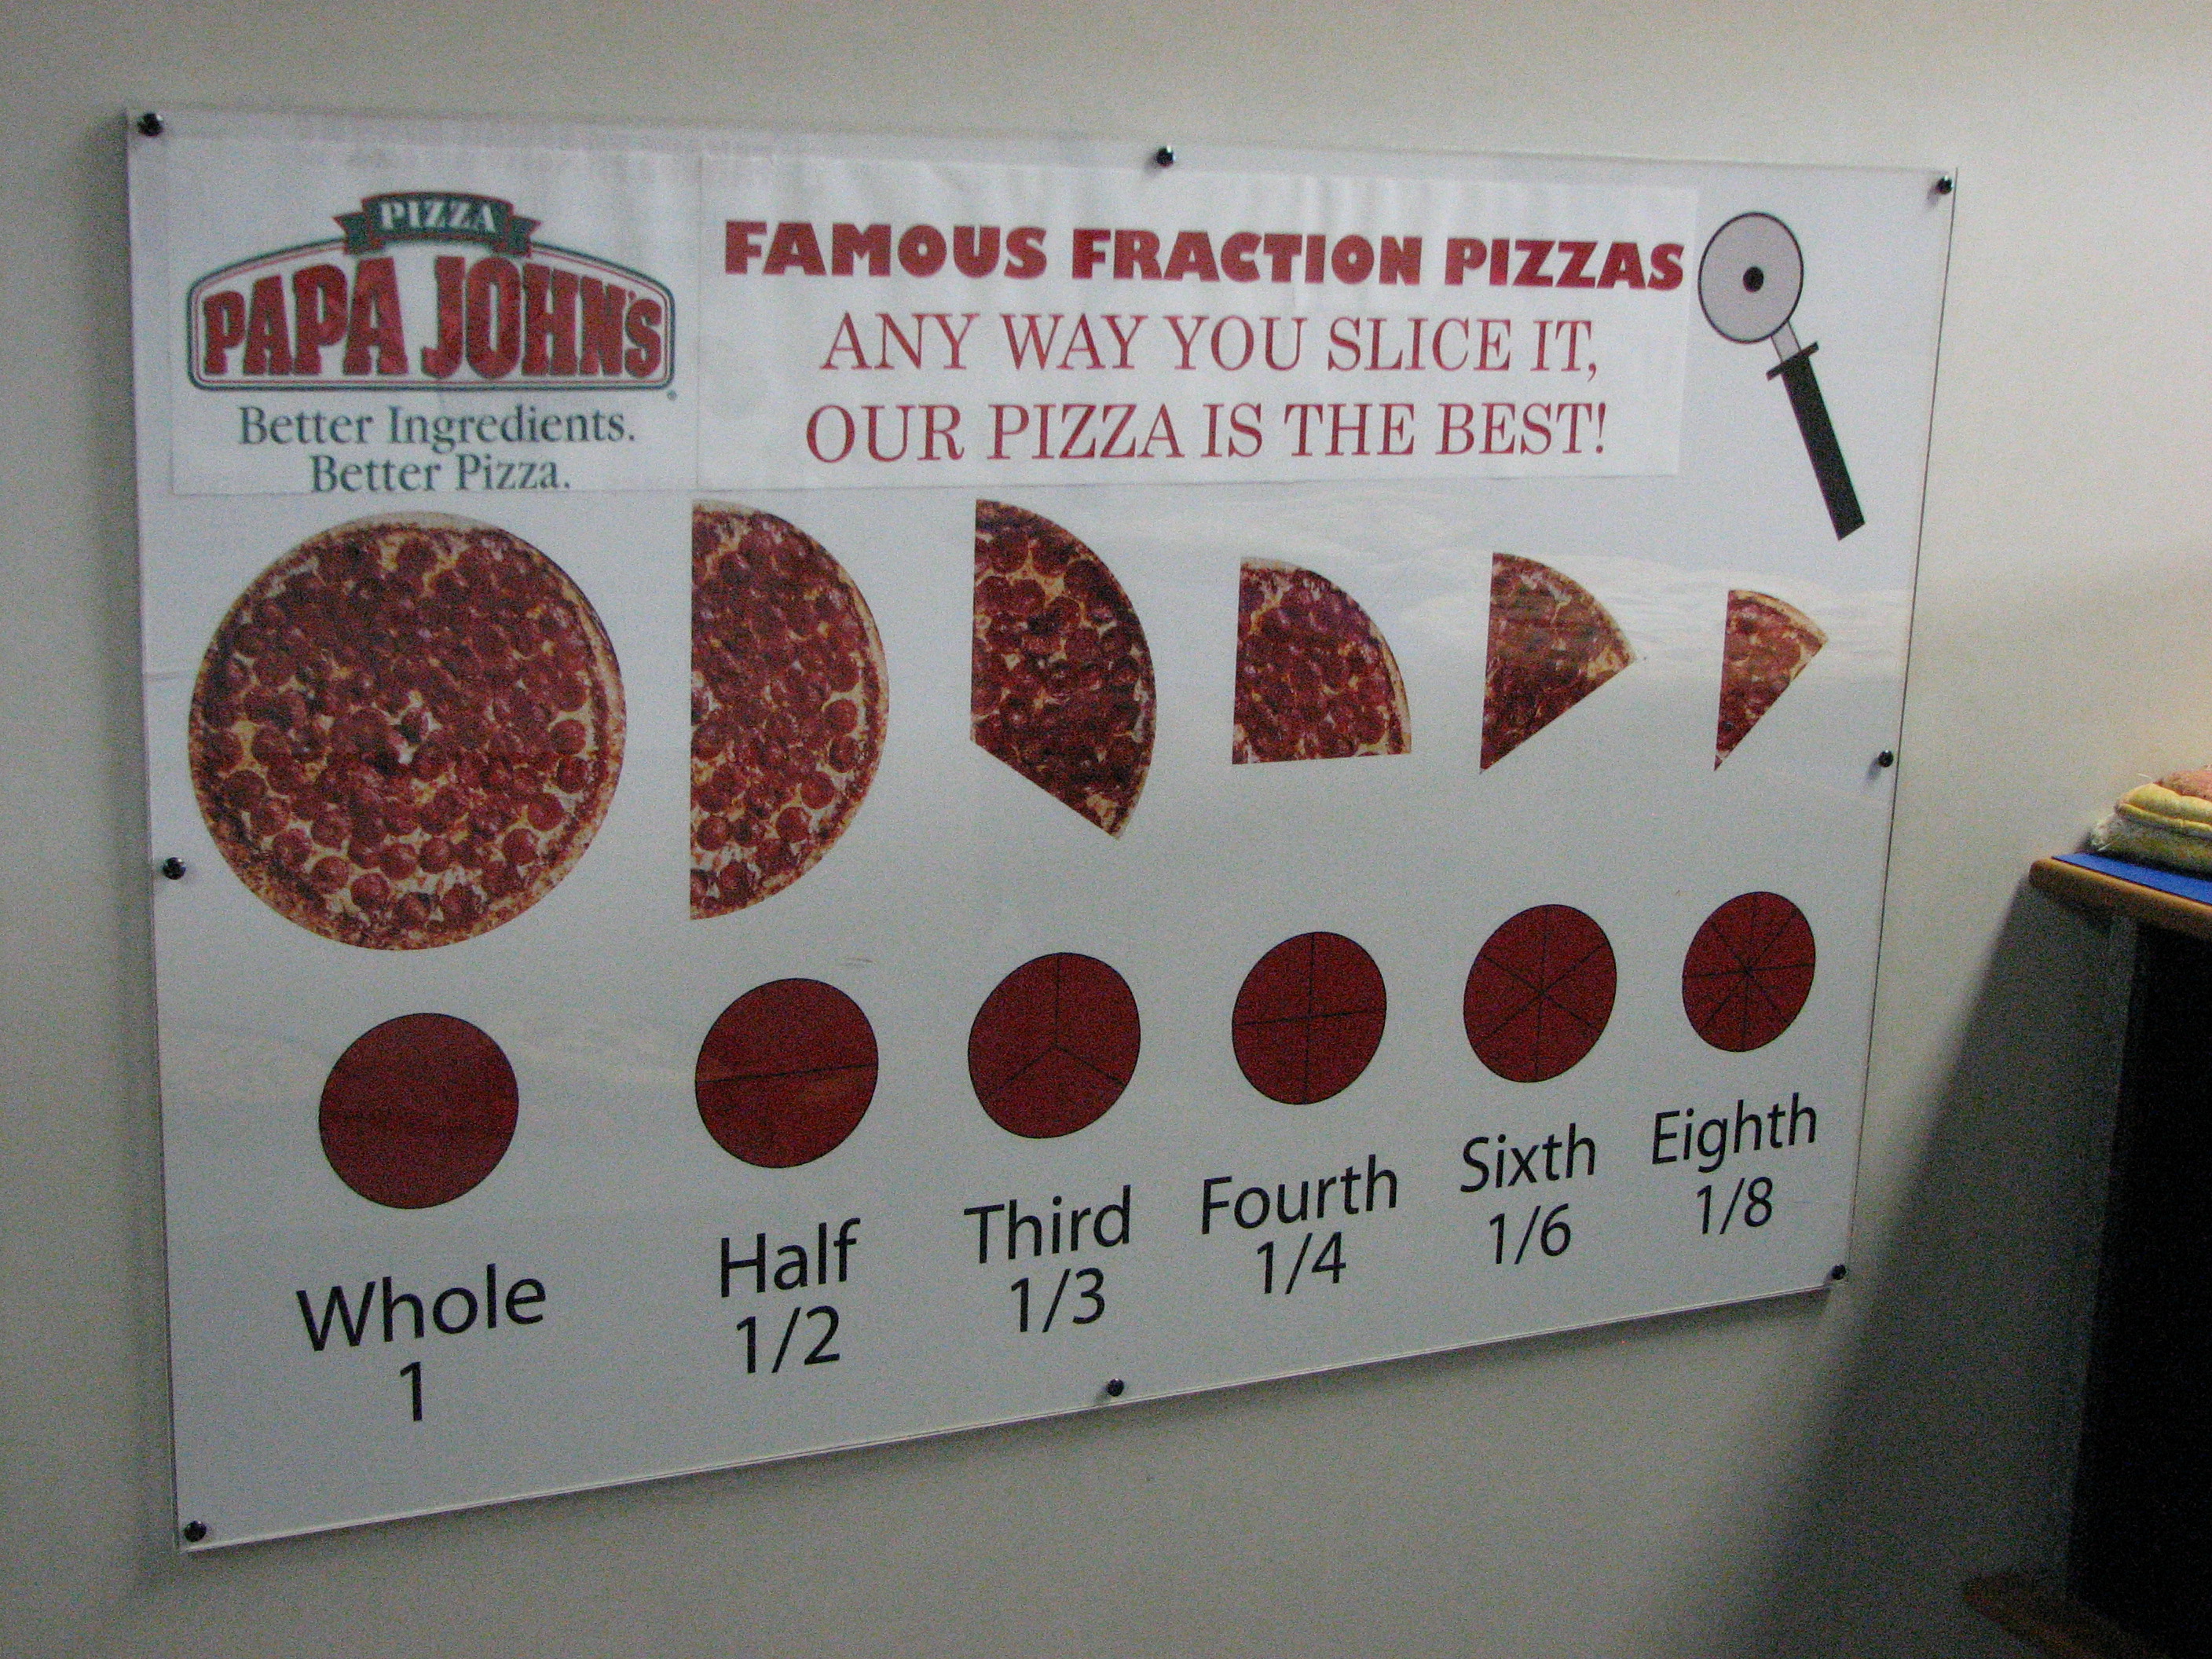 PIZZA
PAPA JOHN'S
Better Ingredients.
Better Pizza.
FAMOUS FRACTION PIZZAS
ANY WAY YOU SLICE IT,
OUR PIZZA IS THE BEST!
Whole
1
Half
1/2
Third
1/3
Fourth
1/4
Sixth
1/6
Eighth
1/8